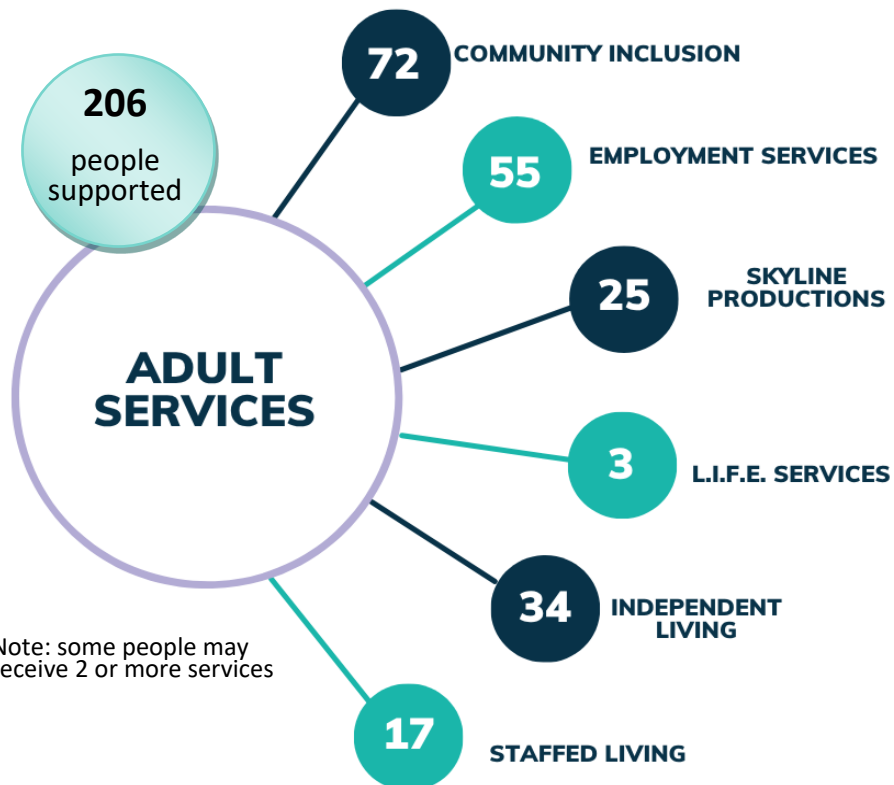 206
people
supported
72
COMMUNITY INCLUSION
55
EMPLOYMENT SERVICES
25
SKYLINE
PRODUCTIONS
ADULT
SERVICES
3
L.I.F.E. SERVICES
34
INDEPENDENT
LIVING
Note: some people may
eceive 2 or more services
17
STAFFED LIVING